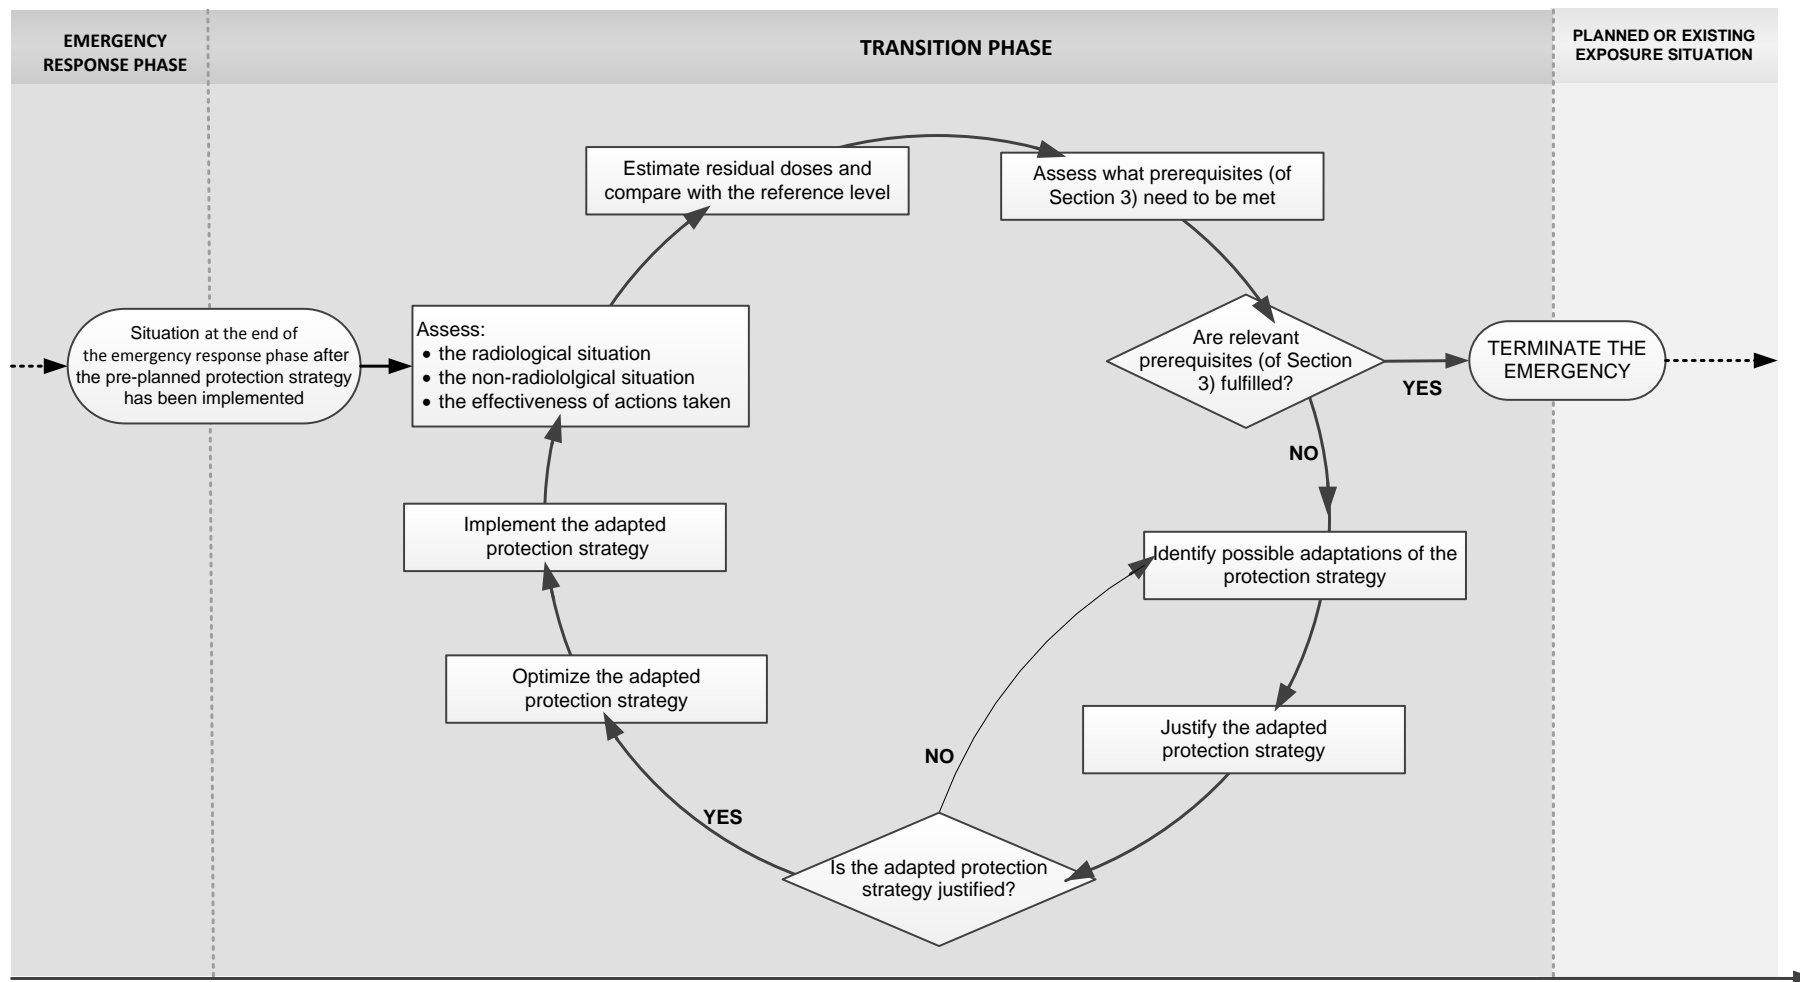 EMERGENCY
RESPONSE PHASE
TRANSITION PHASE
PLANNED OR EXISTING
EXPOSURE SITUATION
Estimate residual doses and
compare with the reference level
Assess what prerequisites (of
Section 3) need to be met
Situation at the end of
the emergency response phase after
the pre-planned protection strategy
has been implemented
Assess:
• the radiological situation
• the non-radiololgical situation
• the effectiveness of actions taken
Are relevant
prerequisites (of Section
3) fulfilled?
YES
TERMINATE THE
EMERGENCY
NO
Implement the adapted
protection strategy
Identify possible adaptations of the
protection strategy
Optimize the adapted
protection strategy
Justify the adapted
protection strategy
NO
YES
Is the adapted protection
strategy justified?